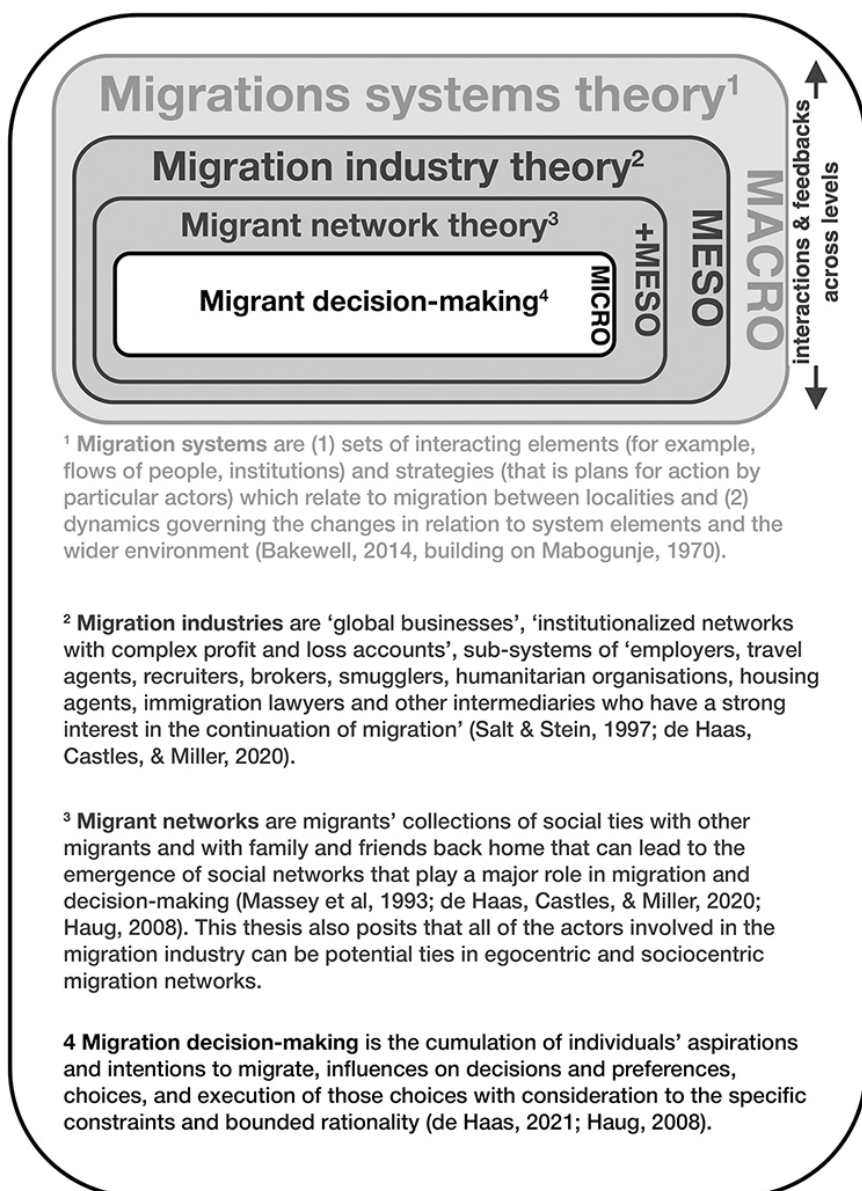 Migrations systems theory¹
Migration industry theory²
Migrant network theory³
Migrant decision-making⁴
MICRO
+MESO
MESO
MACRO
interactions & feedbacks
across levels
¹ Migration systems are (1) sets of interacting elements (for example,
flows of people, institutions) and strategies (that is plans for action by
particular actors) which relate to migration between localities and (2)
dynamics governing the changes in relation to system elements and the
wider environment (Bakewell, 2014, building on Mabogunje, 1970).
² Migration industries are ‘global businesses’, ‘institutionalized networks
with complex profit and loss accounts’, sub-systems of ‘employers, travel
agents, recruiters, brokers, smugglers, humanitarian organisations, housing
agents, immigration lawyers and other intermediaries who have a strong
interest in the continuation of migration’ (Salt & Stein, 1997; de Haas,
Castles, & Miller, 2020).
³ Migrant networks are migrants’ collections of social ties with other
migrants and with family and friends back home that can lead to the
emergence of social networks that play a major role in migration and
decision-making (Massey et al, 1993; de Haas, Castles, & Miller, 2020;
Haug, 2008). This thesis also posits that all of the actors involved in the
migration industry can be potential ties in egocentric and sociocentric
migration networks.
4 Migration decision-making is the cumulation of individuals’ aspirations
and intentions to migrate, influences on decisions and preferences,
choices, and execution of those choices with consideration to the specific
constraints and bounded rationality (de Haas, 2021; Haug, 2008).